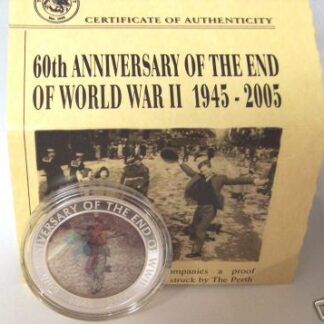 CERTIFICATE OF AUTHENTICITY
60th ANNIVERSARY OF THE END
OF WORLD WAR II 1945 - 2005
mpanies a proof
struck by The Perth
VERSARY OF THE END O